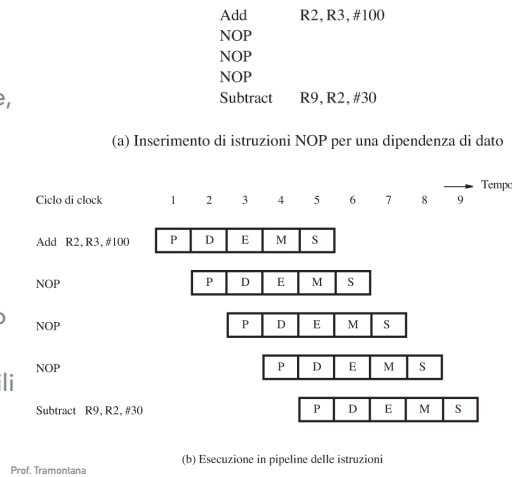 Add R2, R3, #100
NOP
NOP
NOP
Subtract R9, R2, #30
(a) Inserimento di istruzioni NOP per una dipendenza di dato
Tempo
Ciclo di clock 1 2 3 4 5 6 7 8 9
Add R2, R3, #100 P D E M S
NOP P D E M S
NOP P D E M S
NOP P D E M S
Subtract R9, R2, #30 P D E M S
(b) Esecuzione in pipeline delle istruzioni
Prof. Tramontana